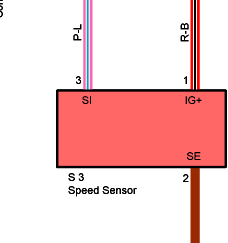 P-L
R-B
3
1
SI
IG+
SE
S 3
2
Speed Sensor